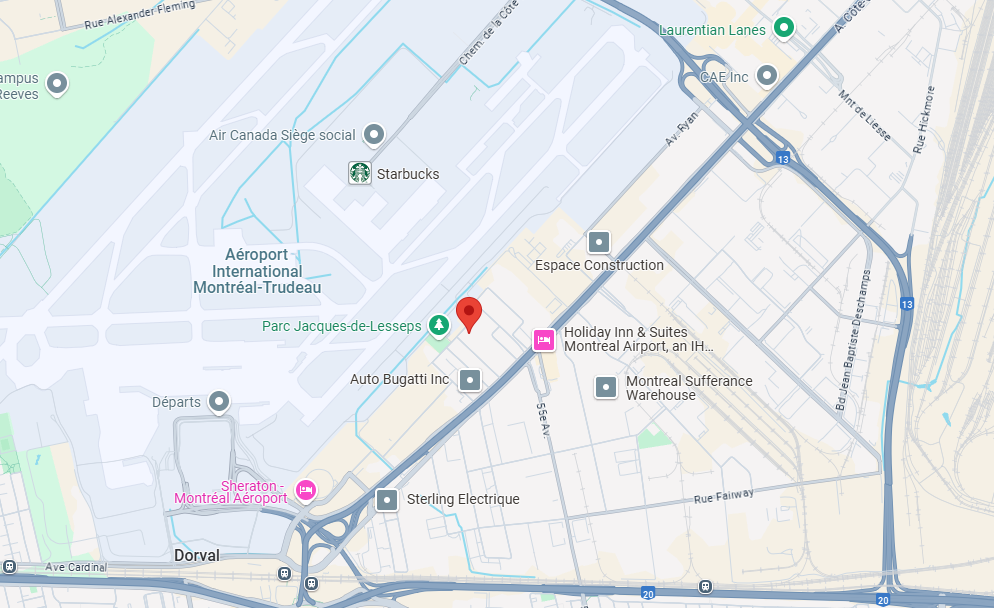 Rue Alexander Fleming
Chem. de la Côte
Laurentian Lanes
A. Côte-
ampus
Reeves
CAE Inc
Mnt de Liesse
Rue Hickmore
Av. Ryan
Air Canada Siège social
13
Starbucks
Aéroport
International
Montréal-Trudeau
Espace Construction
13
Bd Jean Baptiste Deschamps
Parc Jacques-de-Lesseps
Holiday Inn & Suites
Montreal Airport, an IH...
Auto Bugatti Inc
Montreal Sufferance
Warehouse
Départs
55e Av.
Sheraton -
Montréal Aéroport
Sterling Electrique
Rue Fairway
Dorval
Ave Cardinal
20
20